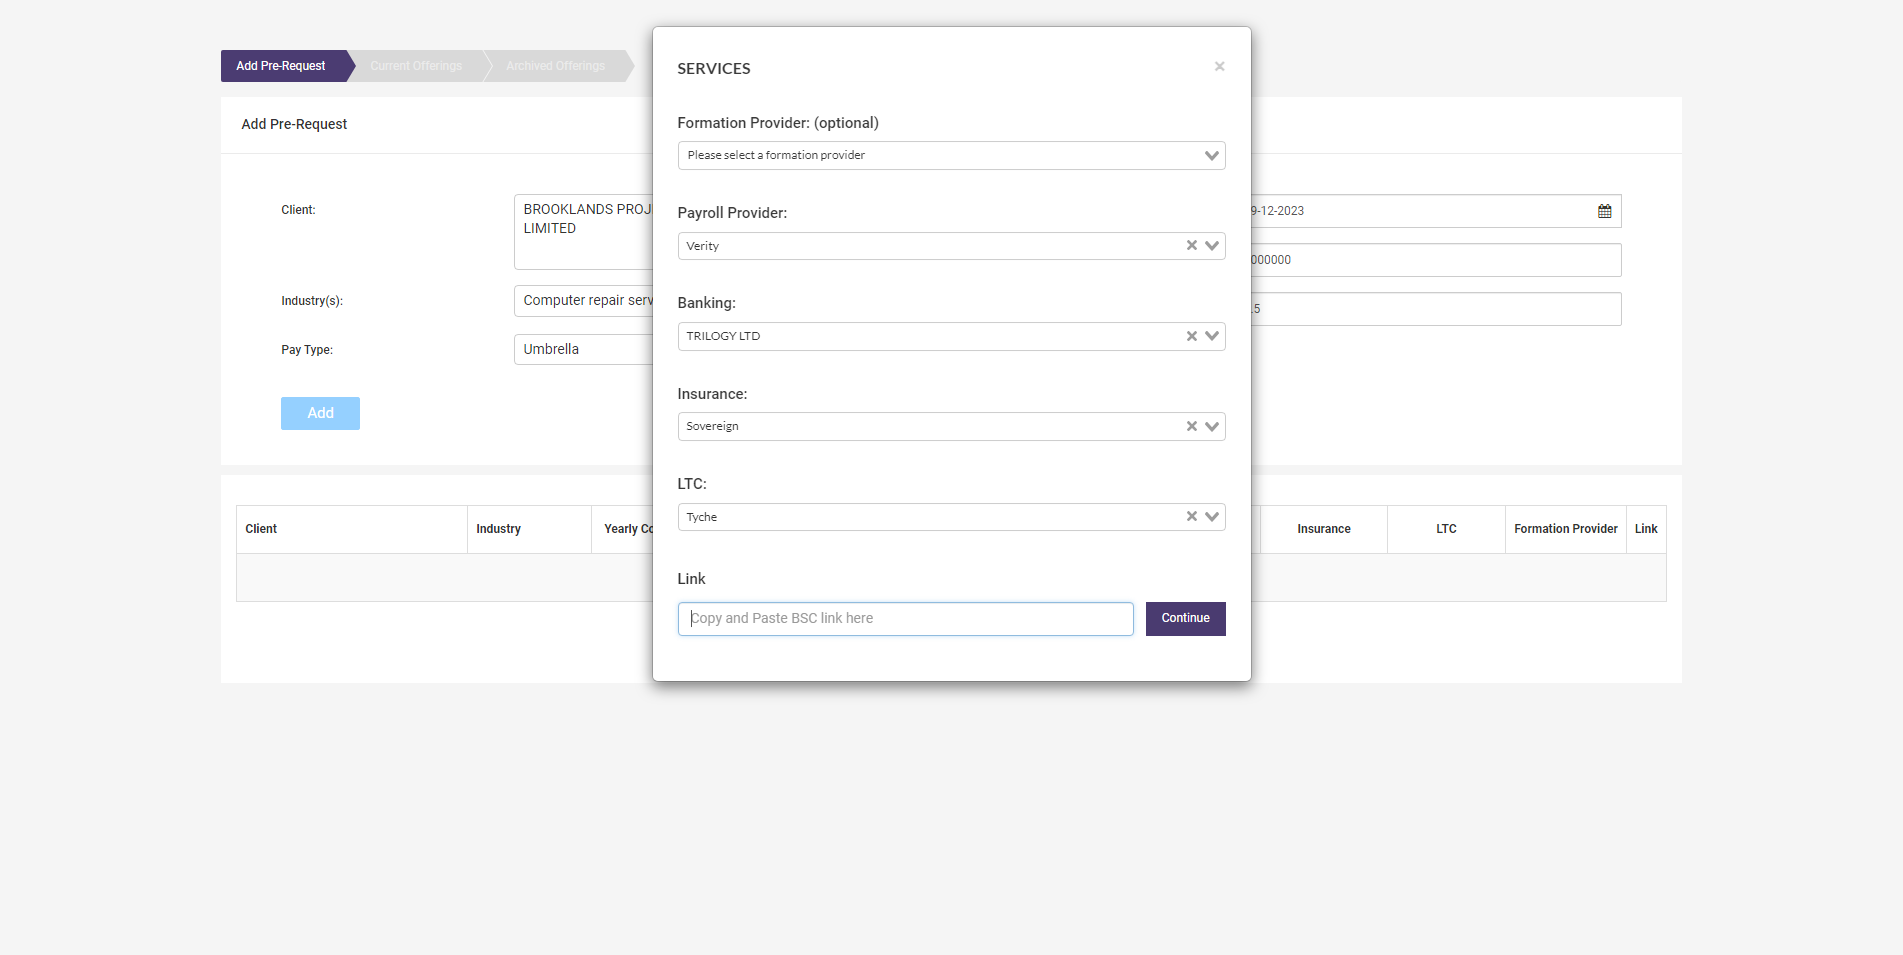 Add Pre-Request
Current Offerings
Archived Offerings
Add Pre-Request
Client:
BROOKLANDS
LIMITED
9-12-2023
000000
Industry(s):
Computer repair
.5
Pay Type:
Umbrella
Add
SERVICES
×
Formation Provider: (optional)
Please select a formation provider
Payroll Provider:
Verity
Banking:
TRILOGY LTD
Insurance:
Sovereign
LTC:
Tyche
Link
Copy and Paste BSC link here
Continue
Client
Industry
Yearly
Insurance
LTC
Formation Provider
Link